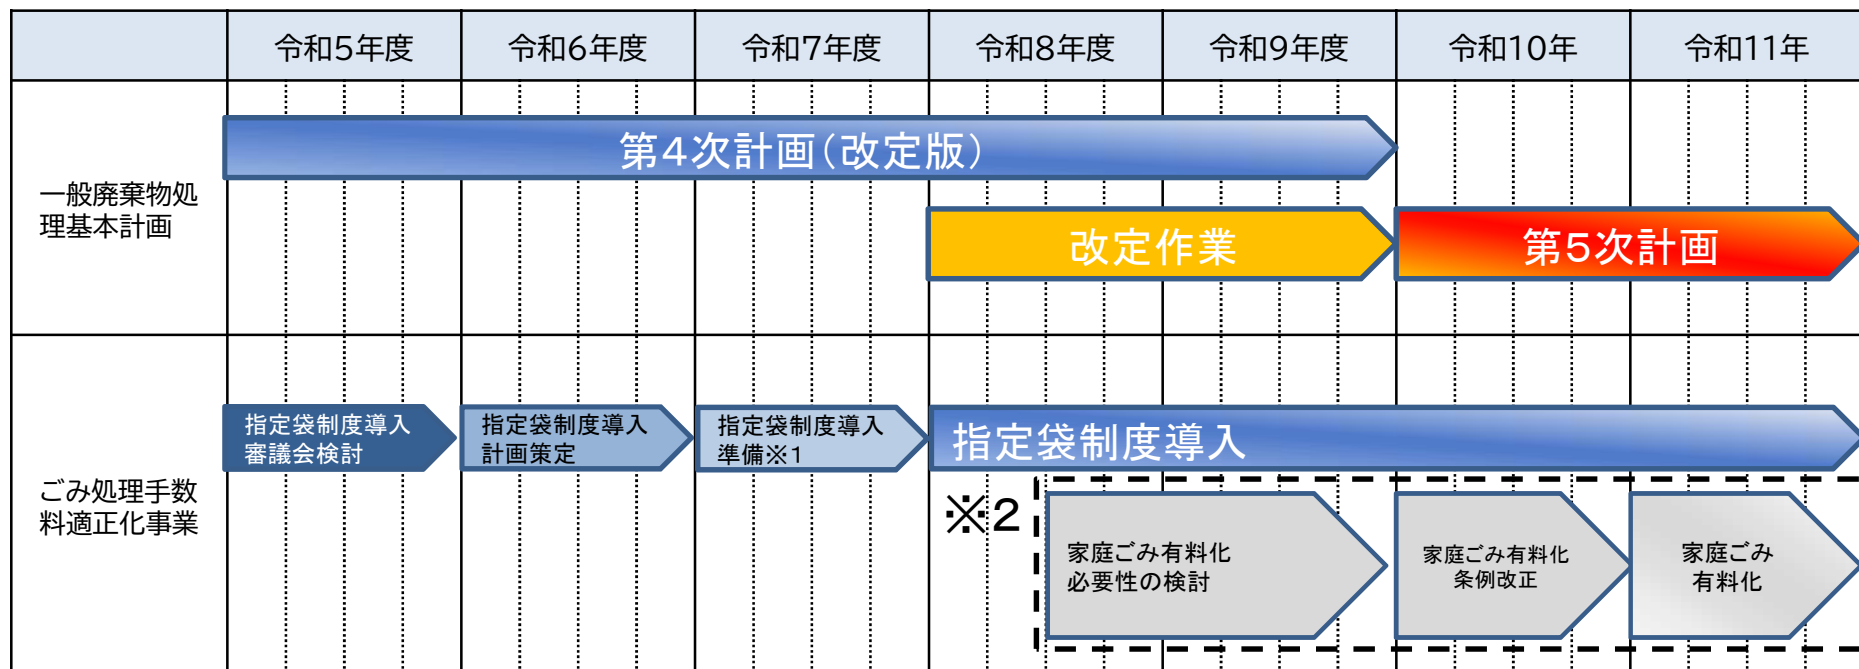 令和5年度
令和6年度
令和7年度
令和8年度
令和9年度
令和10年
令和11年
一般廃棄物処
理基本計画
第4次計画（改定版）
改定作業
第5次計画
ごみ処理手数
料適正化事業
指定袋制度導入
審議会検討
指定袋制度導入
計画策定
指定袋制度導入
準備※1
指定袋制度導入
※2
家庭ごみ有料化
必要性の検討
家庭ごみ有料化
条例改正
家庭ごみ
有料化